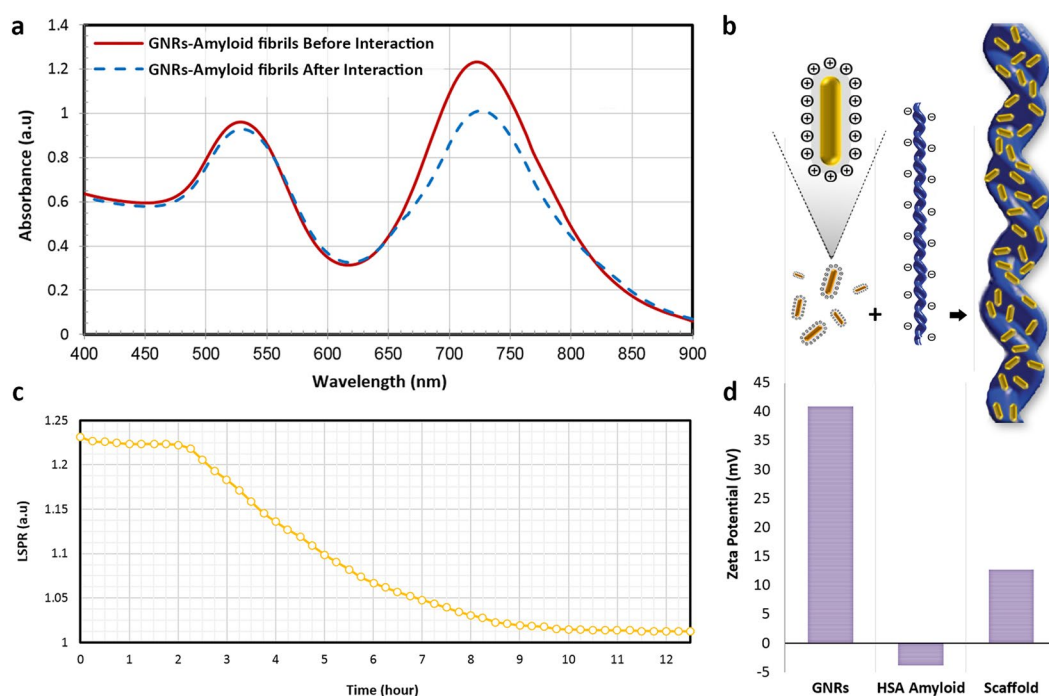 a
1.4
1.2
1
0.8
0.6
0.4
0.2
0
Absorbance (a.u)
GNRs-Amyloid fibrils Before Interaction
GNRs-Amyloid fibrils After Interaction
400 450 500 550 600 650 700 750 800 850 900
Wavelength (nm)
b
+
c
1.25
1.2
1.15
1.1
1.05
1
LSPR (a.u)
0 1 2 3 4 5 6 7 8 9 10 11 12
Time (hour)
d
45
40
35
30
25
20
15
10
5
0
-5
Zeta Potential (mV)
GNRs HSA Amyloid Scaffold